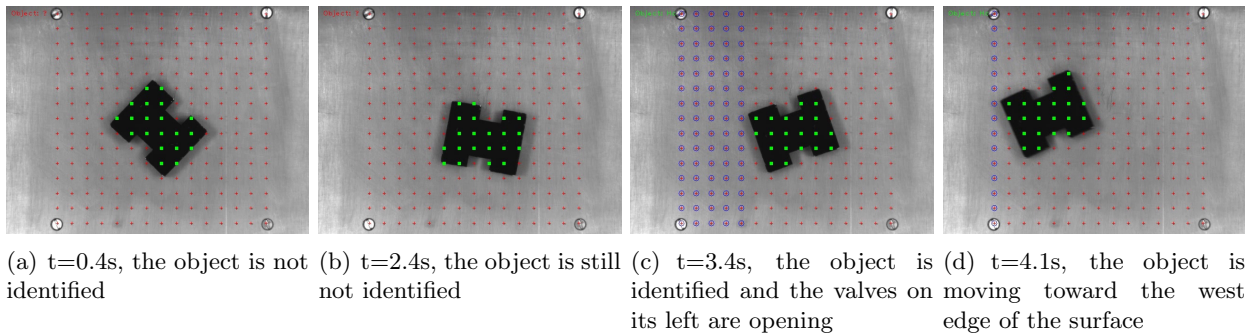 Object: ?
Object: ?
(a) t=0.4s, the object is not
identified
(b) t=2.4s, the object is still
not identified
(c) t=3.4s, the object is
identified and the valves on
its left are opening
(d) t=4.1s, the object is
moving toward the west
edge of the surface